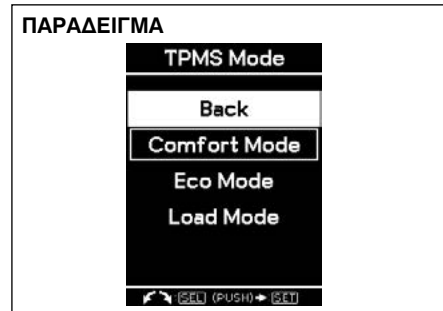 ΠΑΡΑΔΕΙΓΜΑ
TPMS Mode
Back
Comfort Mode
Eco Mode
Load Mode
SEL (PUSH) SET